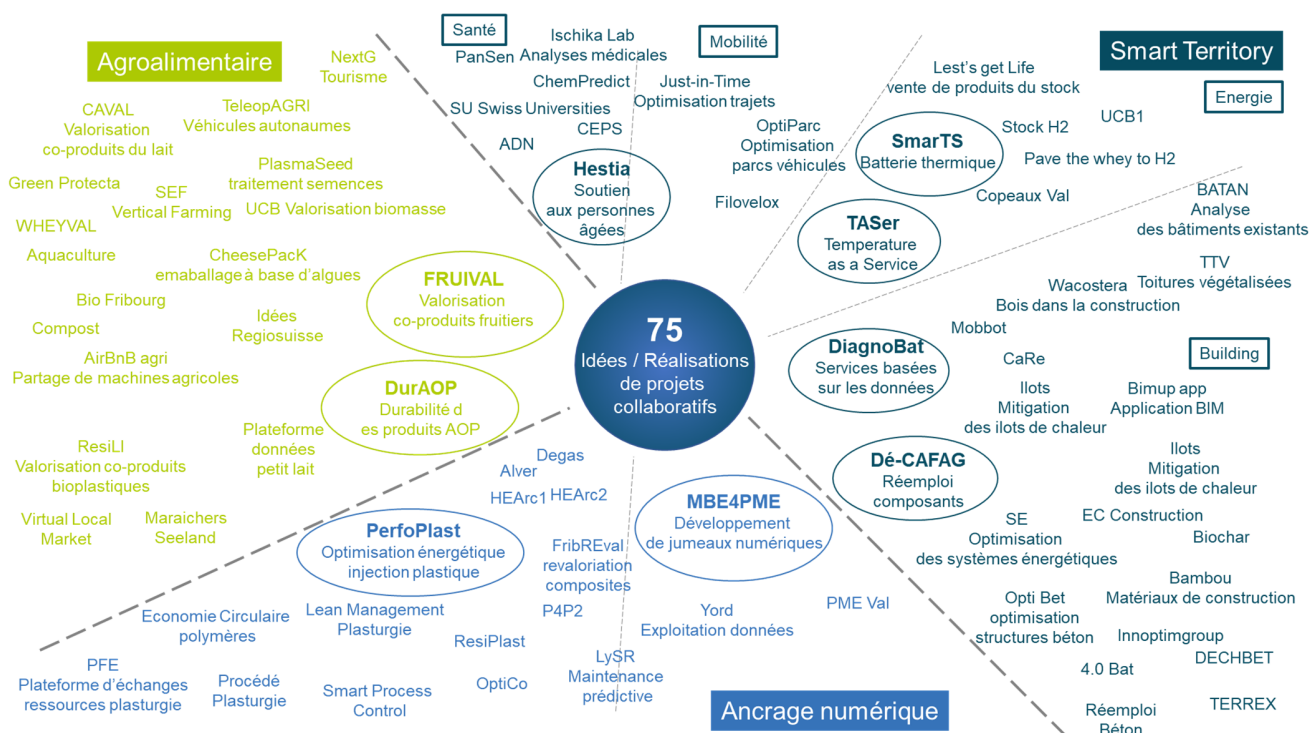 Agroalimentaire
NextG
Tourisme
CAVAL
Valorisation
co-produits du lait
TeleopAGRI
Véhicules autonaumes
PlasmaSeed
traitement semences
Green Protecta
SEF
Vertical Farming
UCB Valorisation biomasse
WHEYVAL
Aquaculture
CheesePacK
emaballage à base d'algues
FRUIVAL
Valorisation
co-produits fruitiers
Bio Fribourg
Idées
Regiosuisse
Compost
AirBnB agri
Partage de machines agricoles
DurAOP
Durabilité d
es produits AOP
Plateforme
données
petit lait
ResiLI
Valorisation co-produits
bioplastiques
Virtual Local
Market
Maraichers
Seeland
Santé
PanSen
Ischika Lab
Analyses médicales
ChemPredict
SU Swiss Universities
CEPS
ADN
Hestia
Soutien
aux personnes
âgées
Mobilité
Just-in-Time
Optimisation trajets
OptiParc
Optimisation
parcs véhicules
Filovelox
Smart Territory
Energie
Lest's get Life
vente de produits du stock
UCB1
Stock H2
SmarTS
Batterie thermique
Pave the whey to H2
Copeaux Val
TASer
Temperature
as a Service
BATAN
Analyse
des bâtiments existants
TTV
Toitures végétalisées
Wacostera
Bois dans la construction
Mobbot
DiagnoBat
Services basées
sur les données
CaRe
Building
Ilots
Mitigation
des ilots de chaleur
Bimup app
Application BIM
Ilots
Mitigation
des ilots de chaleur
Dé-CAFAG
Réemploi
composants
SE
Optimisation
des systèmes énergétiques
EC Construction
Biochar
Bambou
Matériaux de construction
Opti Bet
optimisation
structures béton
Innoptimgroup
DECHBET
4.0 Bat
TERREX
Réemploi
Béton
75
Idées / Réalisations
de projets
collaboratifs
Degas
Alver
HEArc1
HEArc2
PerfoPlast
Optimisation énergétique
injection plastique
FribREval
revaloriation
composites
P4P2
Economie Circulaire
polymères
Lean Management
Plasturgie
ResiPlast
PFE
Plateforme d'échanges
ressources plasturgie
Procédé
Plasturgie
Smart Process
Control
OptiCo
MBE4PME
Développement
de jumeaux numériques
Yord
Exploitation données
PME Val
LySR
Maintenance
prédictive
Ancrage numérique